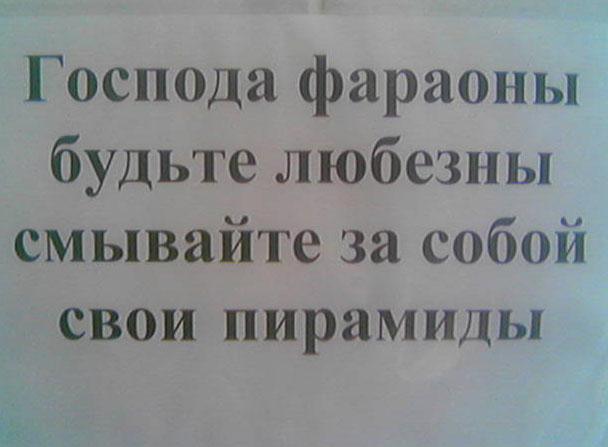 Господа фараоны
будьте любезны
смывайте за собой
свои пирамиды